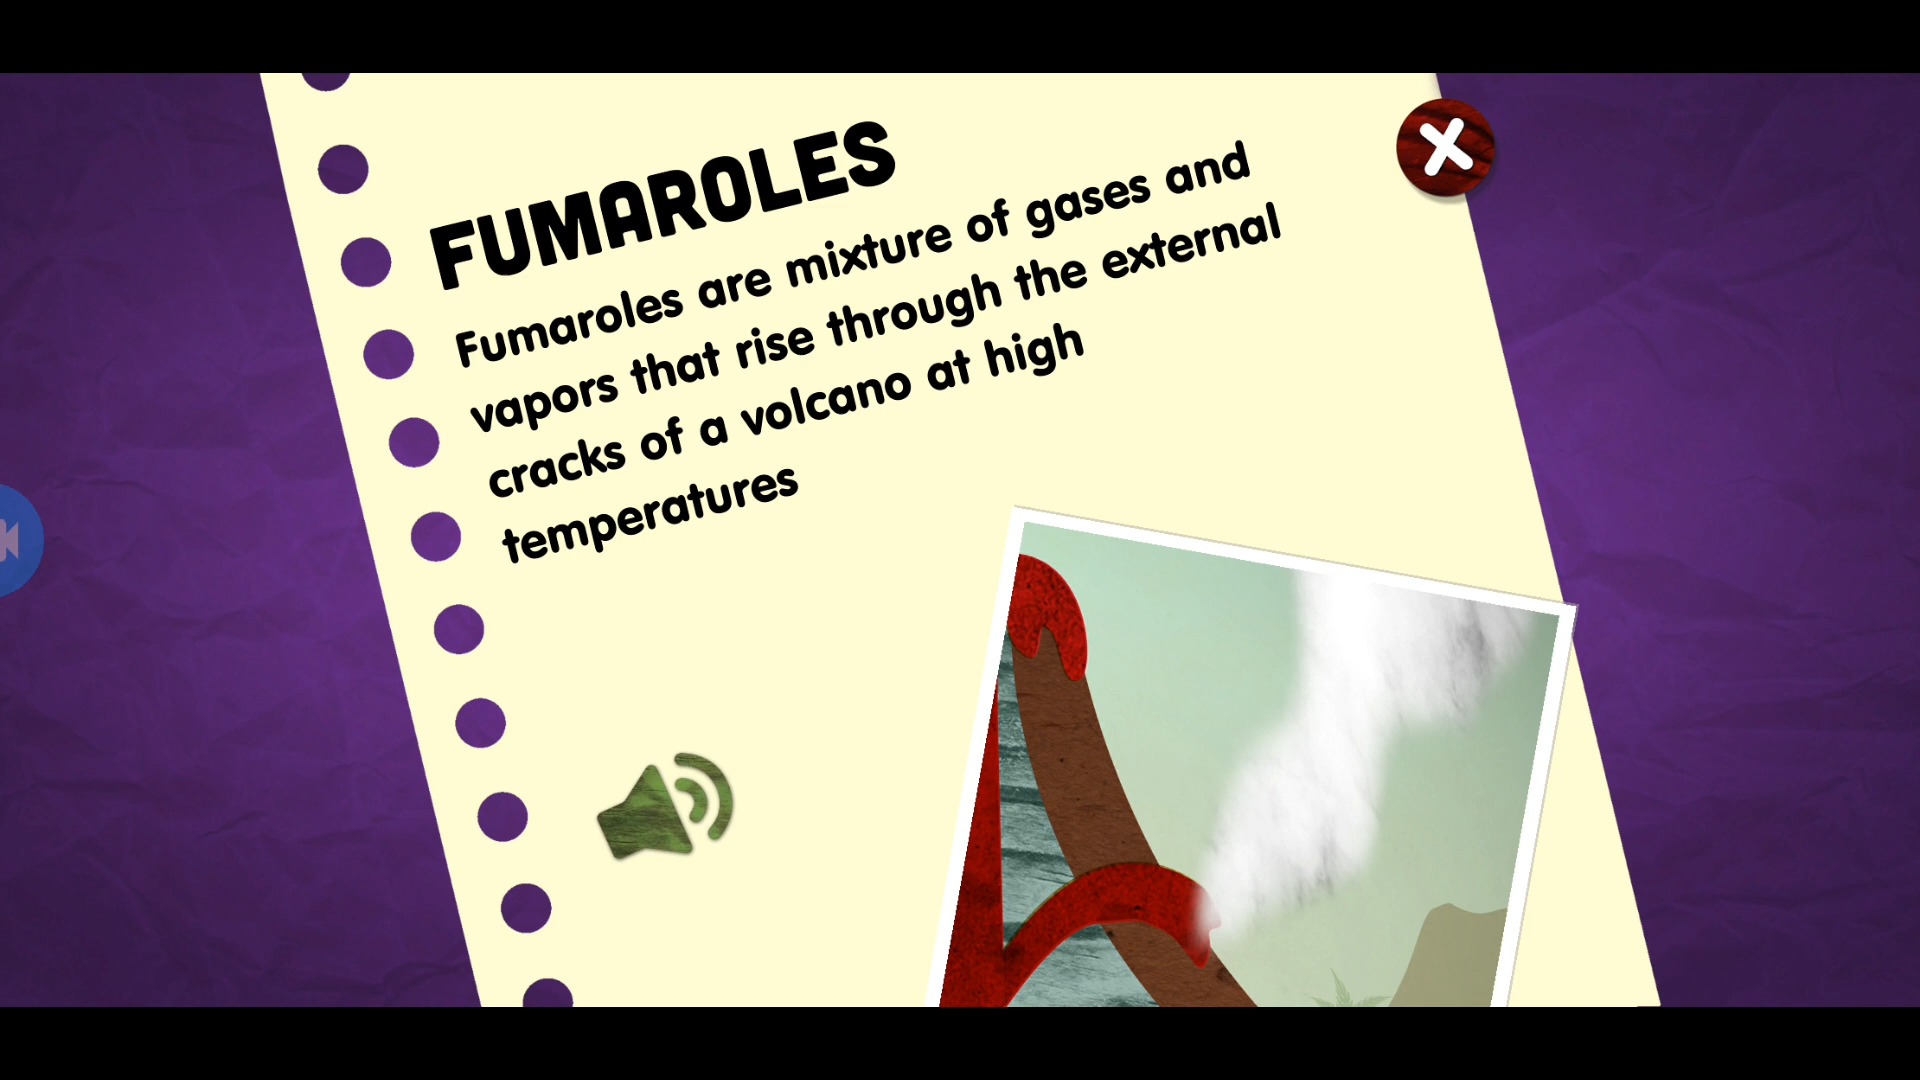 FUMAROLES
Fumaroles are mixture of gases and
vapors that rise through the external
cracks of a volcano at high
temperatures